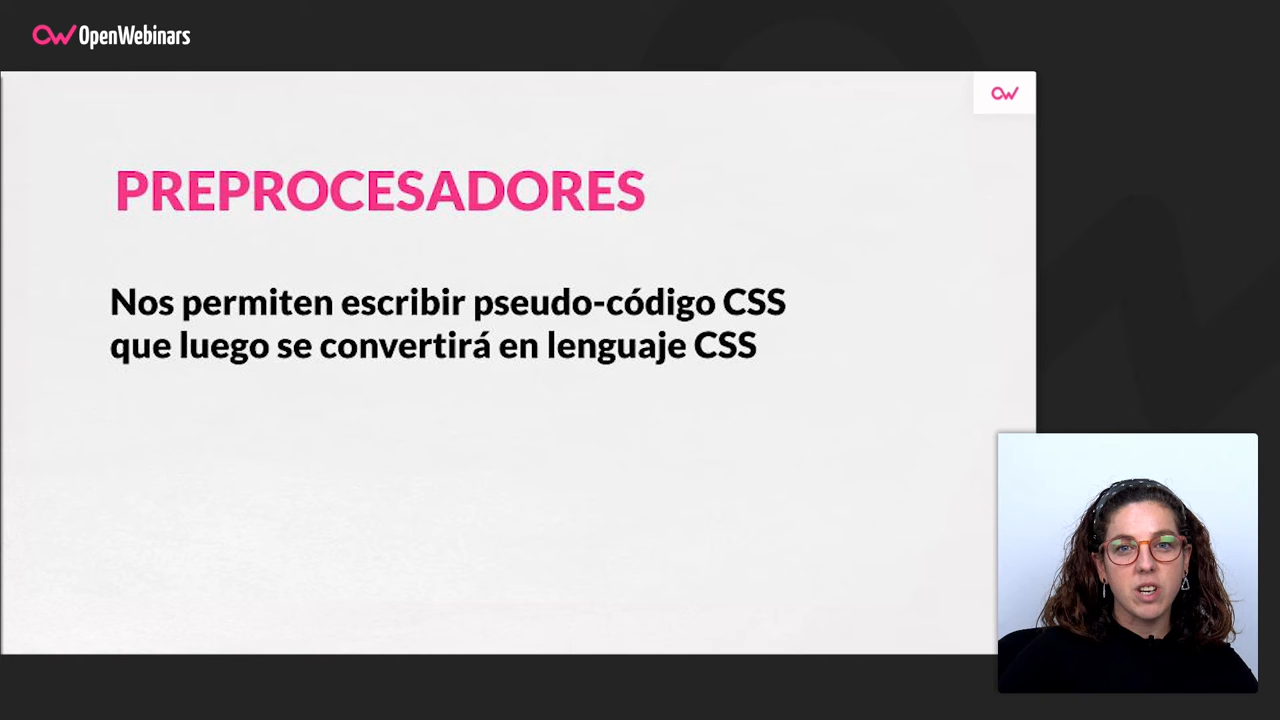 OpenWebinars
PREPROCESADORES
Nos permiten escribir pseudo-código CSS
que luego se convertirá en lenguaje CSS